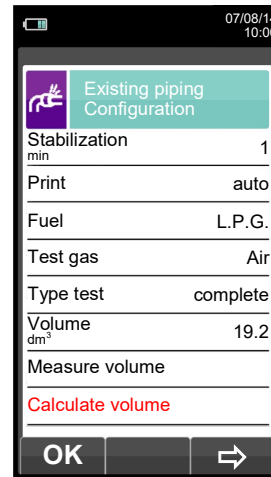 07/08/14
10:00
Existing piping
Configuration
Stabilization
min
1
Print auto
Fuel L.P.G.
Test gas Air
Type test complete
Volume
dm³
19.2
Measure volume
Calculate volume
OK